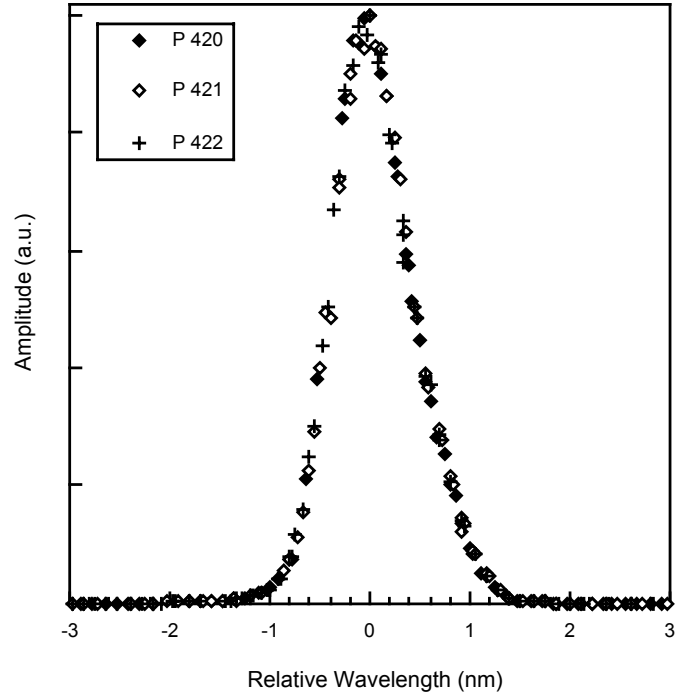 P 420
P 421
P 422
Amplitude (a.u.)
-3 -2 -1 0 1 2 3
Relative Wavelength (nm)